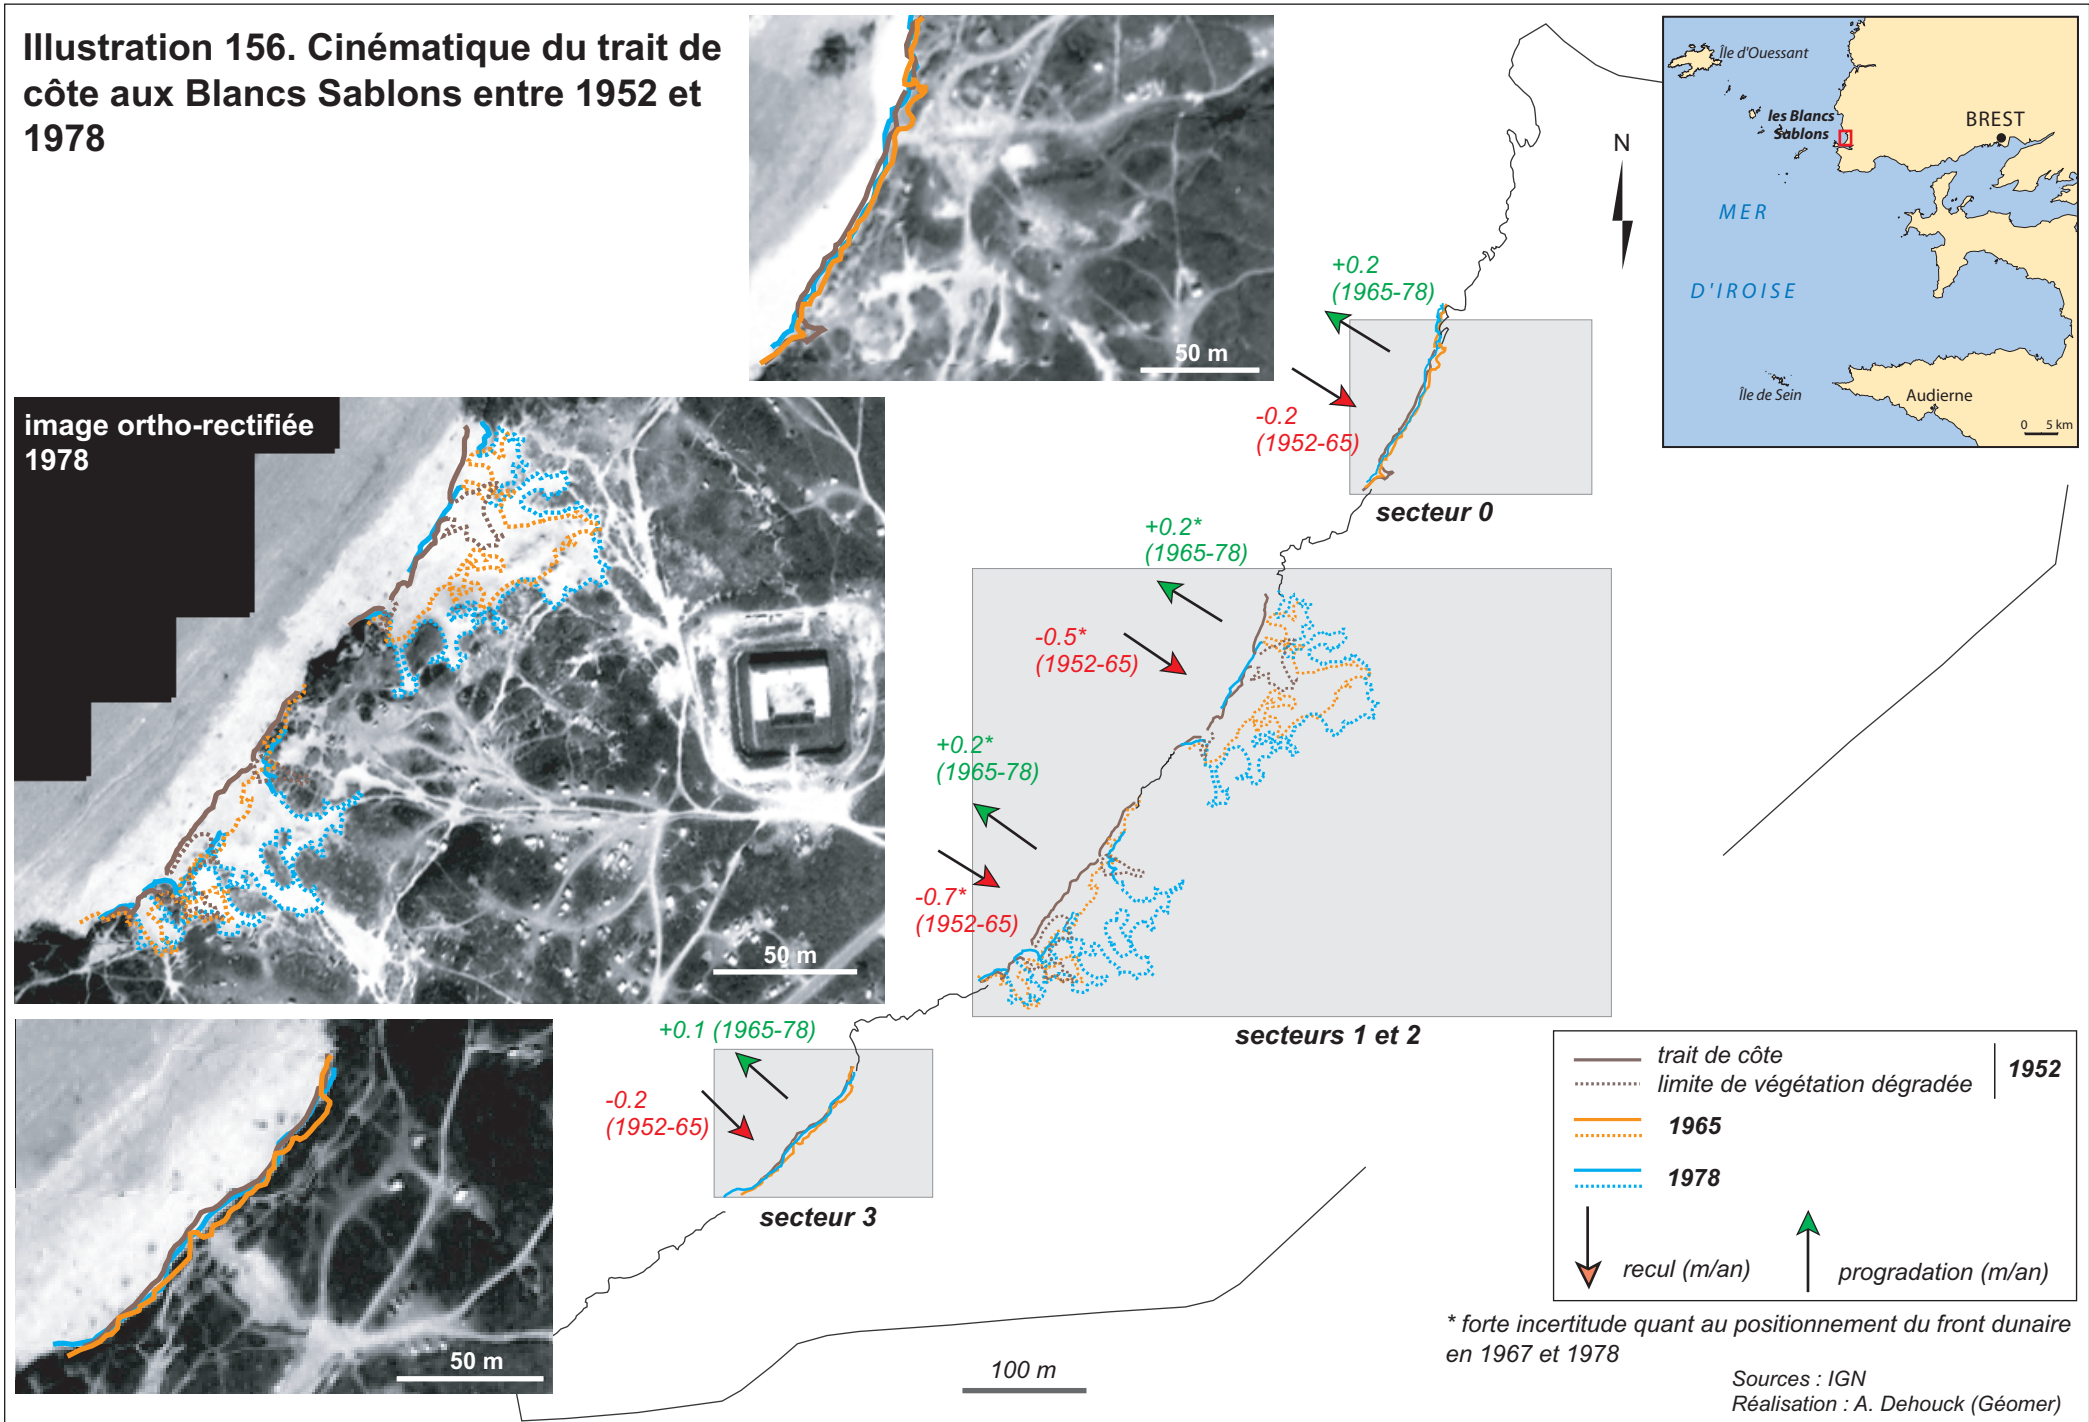 Illustration 156. Cinématique du trait de
côte aux Blancs Sablons entre 1952 et
1978
50 m
Île d'Ouessant
les Blancs
Sablons
BREST
MER
D'IROISE
Île de Sein
Audierne
0 5 km
N
+0.2
(1965-78)
-0.2
(1952-65)
secteur 0
image ortho-rectifiée
1978
50 m
+0.2*
(1965-78)
-0.5*
(1952-65)
+0.2*
(1965-78)
-0.7*
(1952-65)
secteurs 1 et 2
50 m
+0.1 (1965-78)
-0.2
(1952-65)
secteur 3
100 m
trait de côte
limite de végétation dégradée
1952
1965
1978
recul (m/an)
progradation (m/an)
* forte incertitude quant au positionnement du front dunaire
en 1967 et 1978
Sources : IGN
Réalisation : A. Dehouck (Géomer)